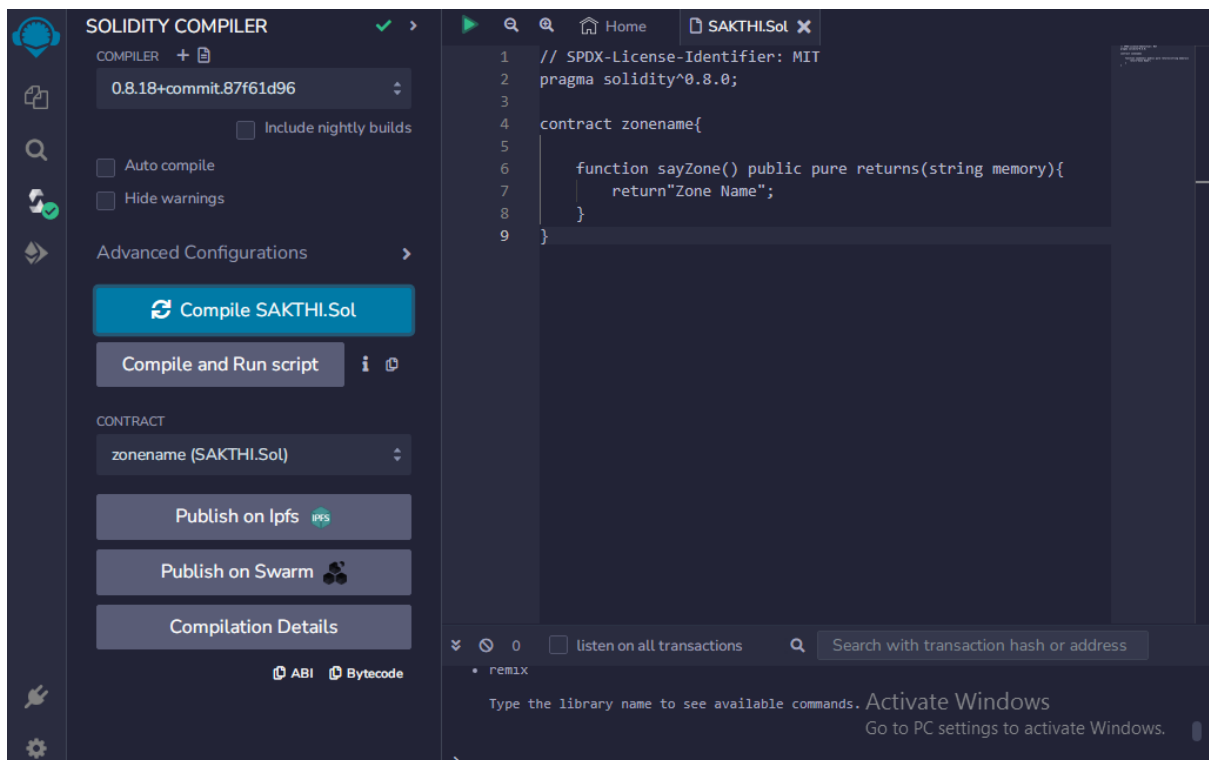 SOLIDITY COMPILER
COMPILER
0.8.18+commit.87f61d96
Include nightly builds
Auto compile
Hide warnings
Advanced Configurations
Compile SAKTHI.Sol
Compile and Run script
i
CONTRACT
zonename (SAKTHI.Sol)
Publish on Ipfs IPFS
Publish on Swarm
Compilation Details
ABI Bytecode
Home SAKTHI.Sol
1 // SPDX-License-Identifier: MIT
2 pragma solidity^0.8.0;
3
4 contract zonename{
5
6 function sayZone() public pure returns(string memory){
7 return"Zone Name";
8 }
9 }
0 listen on all transactions Search with transaction hash or address
• remix
Type the library name to see available commands.
Activate Windows
Go to PC settings to activate Windows.